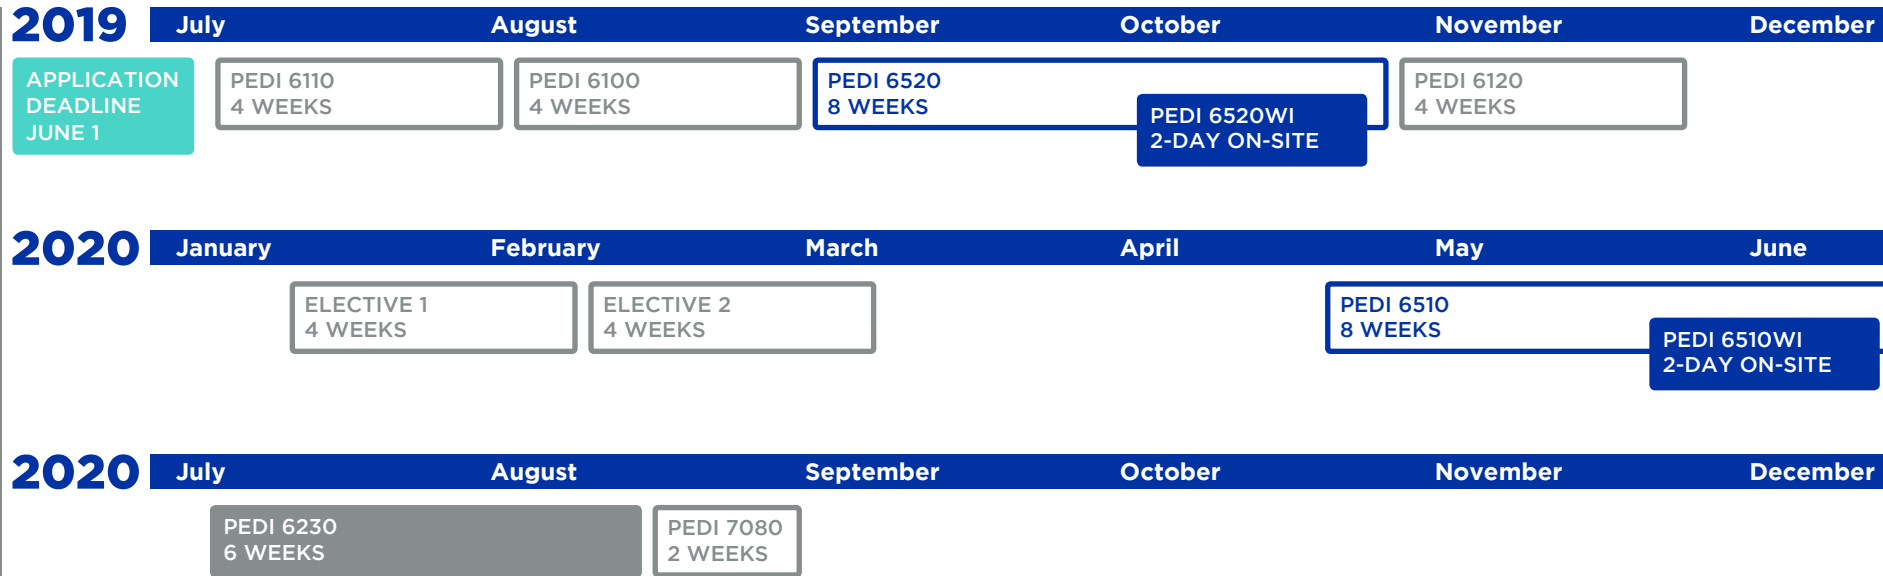 2019 July August September October November December
APPLICATION
DEADLINE
JUNE 1
PEDI 6110
4 WEEKS
PEDI 6100
4 WEEKS
PEDI 6520
8 WEEKS
PEDI 6520WI
2-DAY ON-SITE
PEDI 6120
4 WEEKS
2020 January February March April May June
ELECTIVE 1
4 WEEKS
ELECTIVE 2
4 WEEKS
PEDI 6510
8 WEEKS
PEDI 6510WI
2-DAY ON-SITE
2020 July August September October November December
PEDI 6230
6 WEEKS
PEDI 7080
2 WEEKS